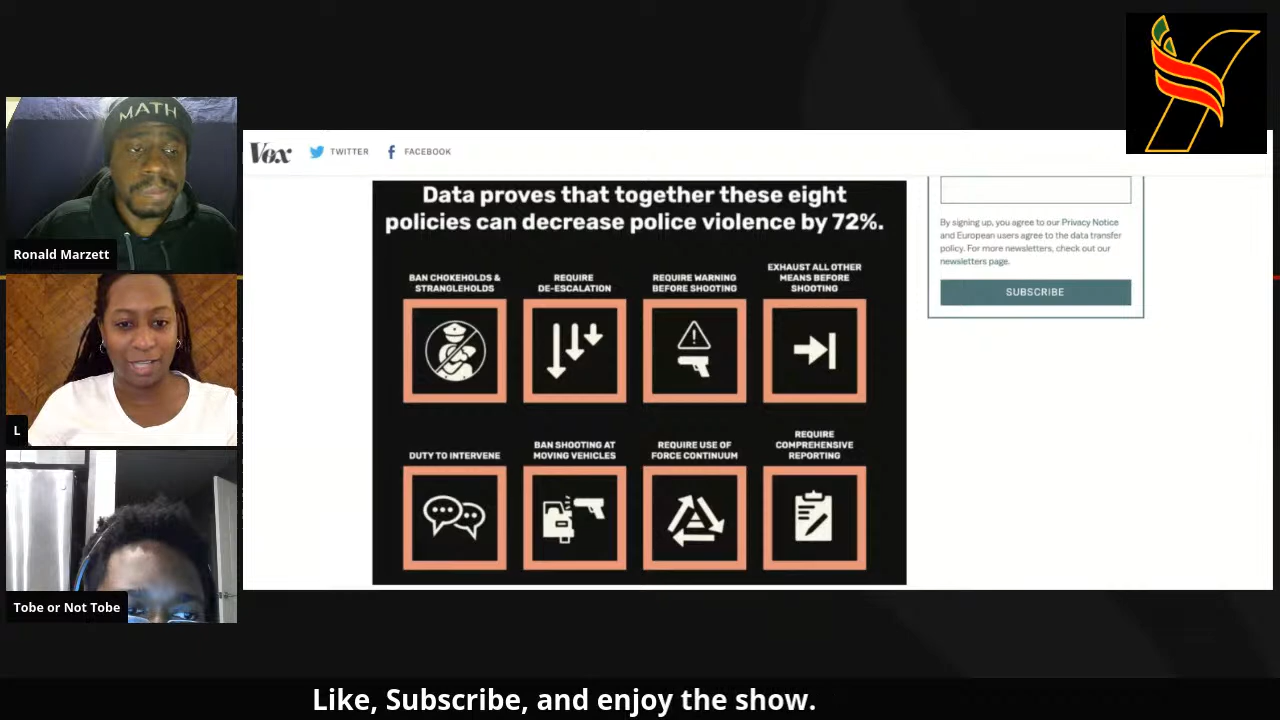 MATH
Ronald Marzett
L
Tobe or Not Tobe
Vox
TWITTER
FACEBOOK
Data proves that together these eight
policies can decrease police violence by 72%.
BAN CHOKEHOLDS &
STRANGLEHOLDS
REQUIRE
DE-ESCALATION
REQUIRE WARNING
BEFORE SHOOTING
EXHAUST ALL OTHER
MEANS BEFORE
SHOOTING
DUTY TO INTERVENE
BAN SHOOTING AT
MOVING VEHICLES
REQUIRE USE OF
FORCE CONTINUUM
REQUIRE
COMPREHENSIVE
REPORTING
By signing up, you agree to our Privacy Notice
and European users agree to the data transfer
policy. For more newsletters, check out our
newsletters page.
SUBSCRIBE
Like, Subscribe, and enjoy the show.